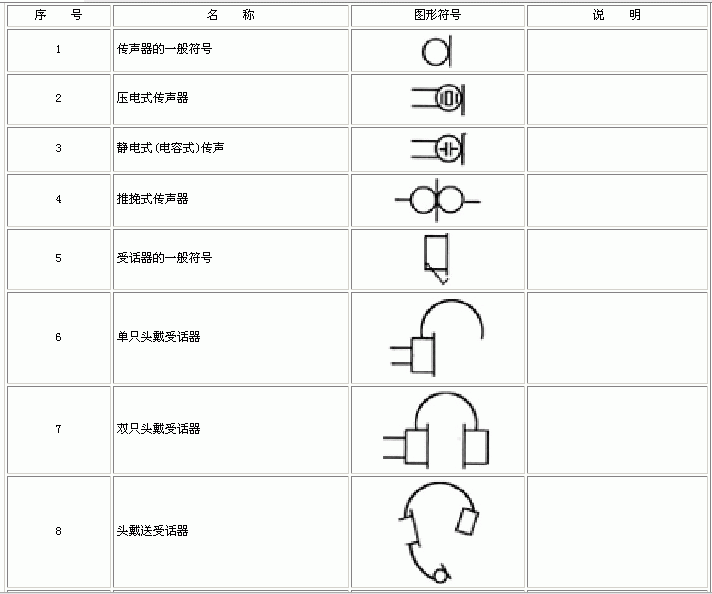 序 号 名 称 图形符号 说 明
1 传声器的一般符号
2 压电式传声器
3 静电式(电容式)传声
4 推挽式传声器
5 受话器的一般符号
6 单只头戴受话器
7 双只头戴受话器
8 头戴送受话器